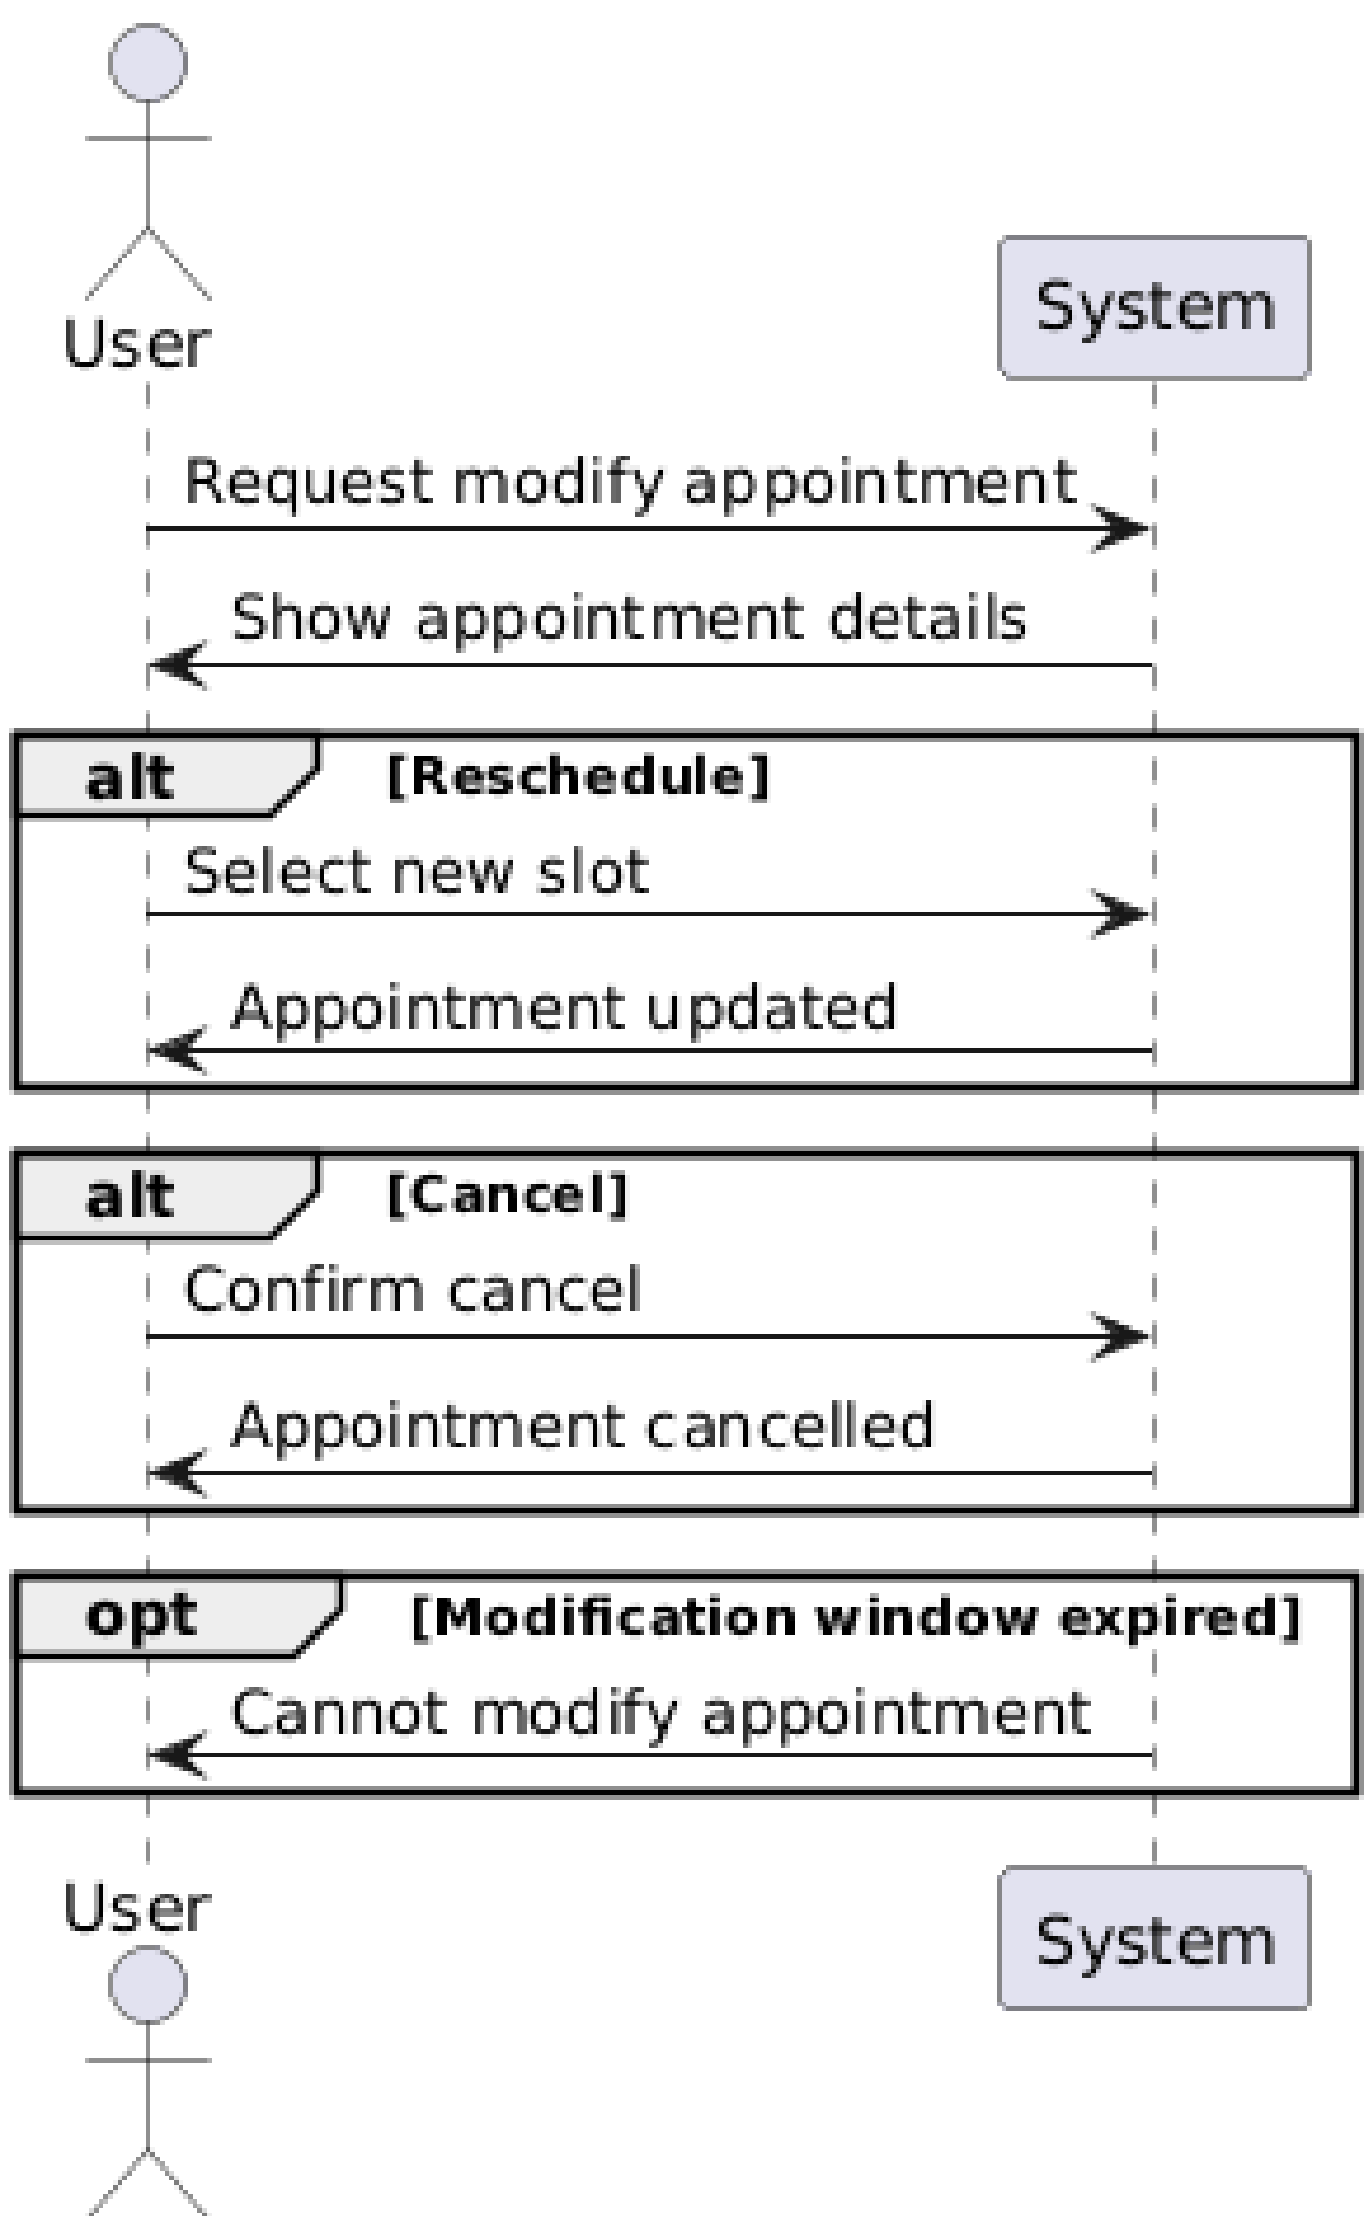 User
System
Request modify appointment
Show appointment details
alt [Reschedule]
Select new slot
Appointment updated
alt [Cancel]
Confirm cancel
Appointment cancelled
opt [Modification window expired]
Cannot modify appointment
User
System